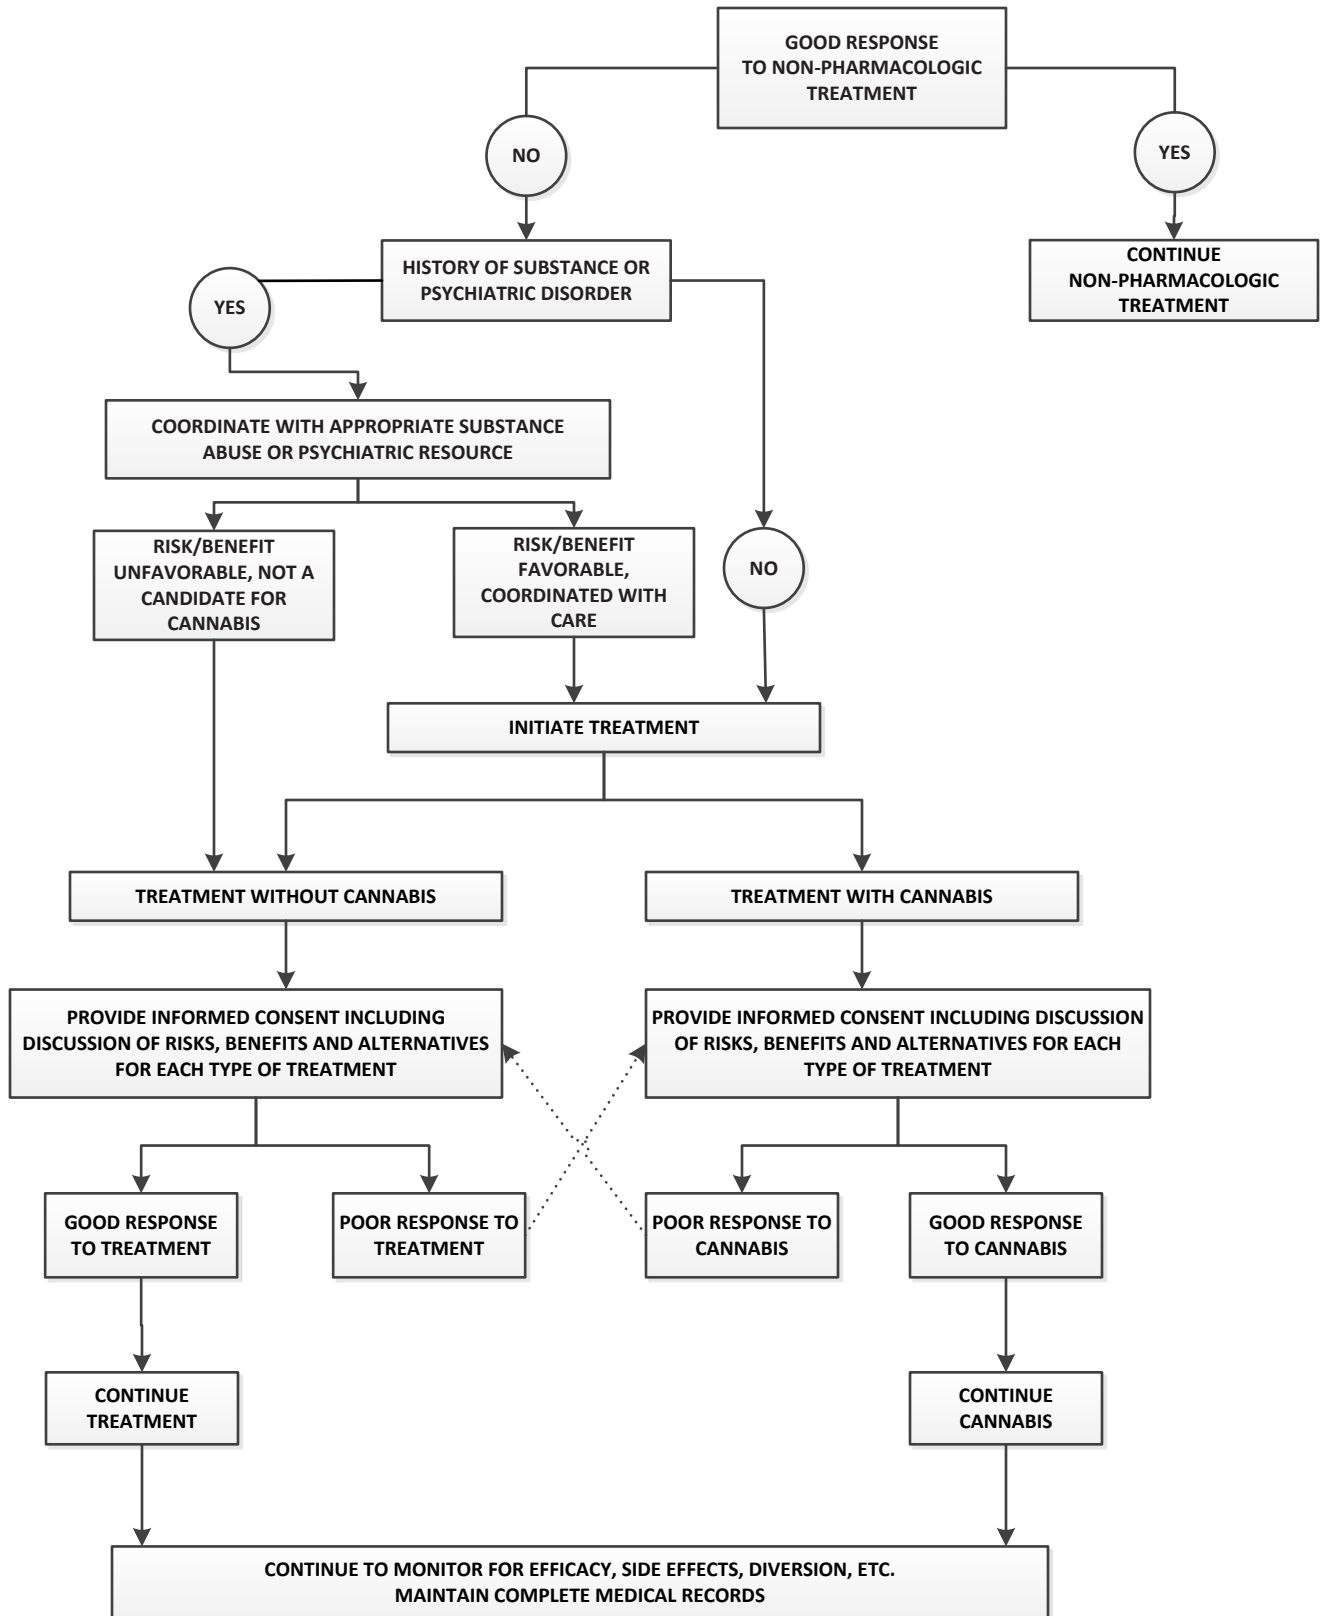 GOOD RESPONSE
TO NON-PHARMACOLOGIC
TREATMENT
NO
YES
HISTORY OF SUBSTANCE OR
PSYCHIATRIC DISORDER
CONTINUE
NON-PHARMACOLOGIC
TREATMENT
YES
COORDINATE WITH APPROPRIATE SUBSTANCE
ABUSE OR PSYCHIATRIC RESOURCE
RISK/BENEFIT
UNFAVORABLE, NOT A
CANDIDATE FOR
CANNABIS
RISK/BENEFIT
FAVORABLE,
COORDINATED WITH
CARE
NO
INITIATE TREATMENT
TREATMENT WITHOUT CANNABIS
TREATMENT WITH CANNABIS
PROVIDE INFORMED CONSENT INCLUDING
DISCUSSION OF RISKS, BENEFITS AND ALTERNATIVES
FOR EACH TYPE OF TREATMENT
PROVIDE INFORMED CONSENT INCLUDING DISCUSSION
OF RISKS, BENEFITS AND ALTERNATIVES FOR EACH
TYPE OF TREATMENT
GOOD RESPONSE
TO TREATMENT
POOR RESPONSE TO
TREATMENT
POOR RESPONSE TO
CANNABIS
GOOD RESPONSE
TO CANNABIS
CONTINUE
TREATMENT
CONTINUE
CANNABIS
CONTINUE TO MONITOR FOR EFFICACY, SIDE EFFECTS, DIVERSION, ETC.
MAINTAIN COMPLETE MEDICAL RECORDS